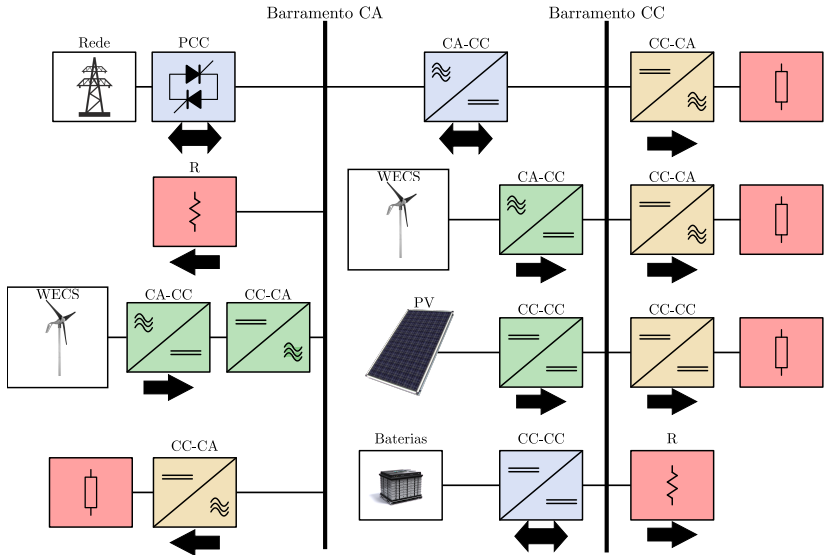 Barramento CA
Barramento CC
Rede
PCC
CA-CC
CC-CA
R
WECS
CA-CC
CC-CA
WECS
CA-CC
CC-CA
PV
CC-CC
CC-CC
CC-CA
Baterias
CC-CC
R